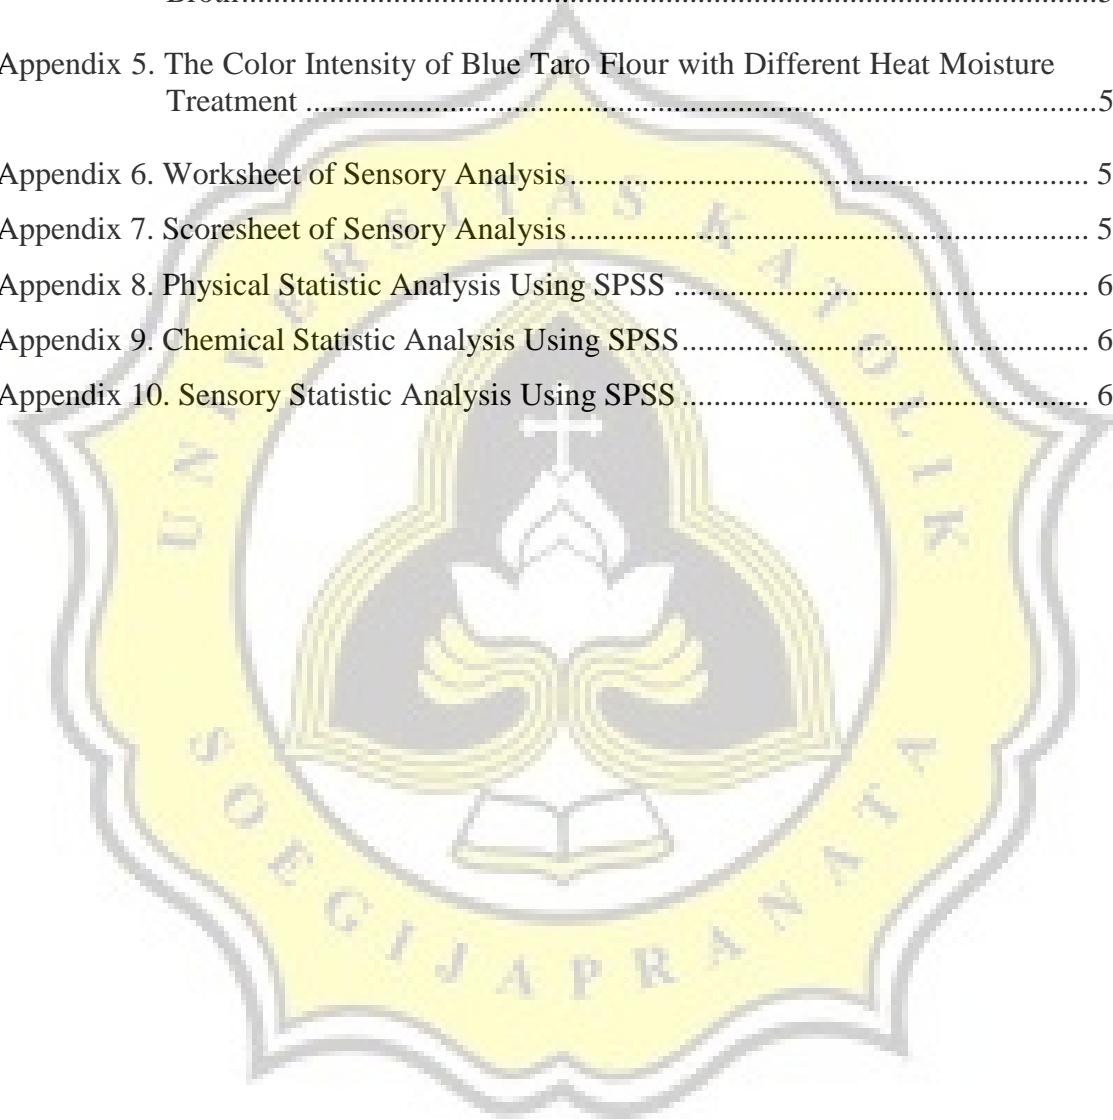 Broth....................................................................................................5
Appendix 5. The Color Intensity of Blue Taro Flour with Different Heat Moisture
Treatment ..............................................................................................5
Appendix 6. Worksheet of Sensory Analysis.............................................................. 5
Appendix 7. Scoresheet of Sensory Analysis.............................................................. 5
Appendix 8. Physical Statistic Analysis Using SPSS .................................................. 6
Appendix 9. Chemical Statistic Analysis Using SPSS................................................. 6
Appendix 10. Sensory Statistic Analysis Using SPSS ................................................. 6
UNIVERSITAS KATOLIK
SOEGIJAPRANATA